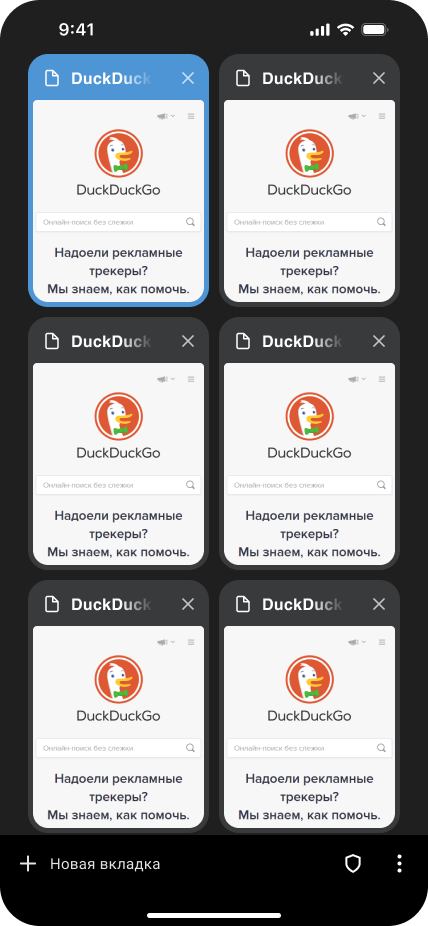 9:41
DuckDuck
DuckDuck
DuckDuckGo
DuckDuckGo
Онлайн-поиск без слежки
Онлайн-поиск без слежки
Надоели рекламные
трекеры?
Мы знаем, как помочь.
Надоели рекламные
трекеры?
Мы знаем, как помочь.
DuckDuck
DuckDuck
DuckDuckGo
DuckDuckGo
Онлайн-поиск без слежки
Онлайн-поиск без слежки
Надоели рекламные
трекеры?
Мы знаем, как помочь.
Надоели рекламные
трекеры?
Мы знаем, как помочь.
DuckDuck
DuckDuck
DuckDuckGo
DuckDuckGo
Онлайн-поиск без слежки
Онлайн-поиск без слежки
Надоели рекламные
трекеры?
Мы знаем, как помочь.
Надоели рекламные
трекеры?
Мы знаем, как помочь.
Новая вкладка